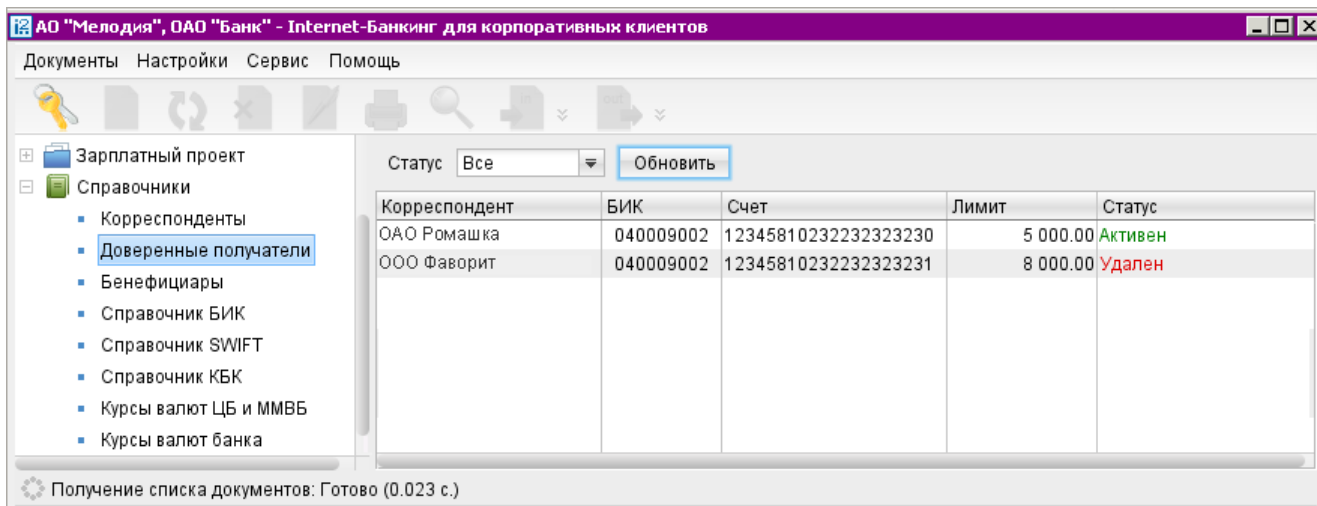 АО "Мелодия", ОАО "Банк" - Internet-Банкинг для корпоративных клиентов
Документы Настройки Сервис Помощь
in out
Зарплатный проект
Справочники
Корреспонденты
Доверенные получатели
Бенефициары
Справочник БИК
Справочник SWIFT
Справочник КБК
Курсы валют ЦБ и ММВБ
Курсы валют банка
Статус Все Обновить
Корреспондент БИК Счет Лимит Статус
ОАО Ромашка 040009002 12345810232232323230 5 000.00 Активен
ООО Фаворит 040009002 12345810232232323231 8 000.00 Удален
Получение списка документов: Готово (0.023 с.)